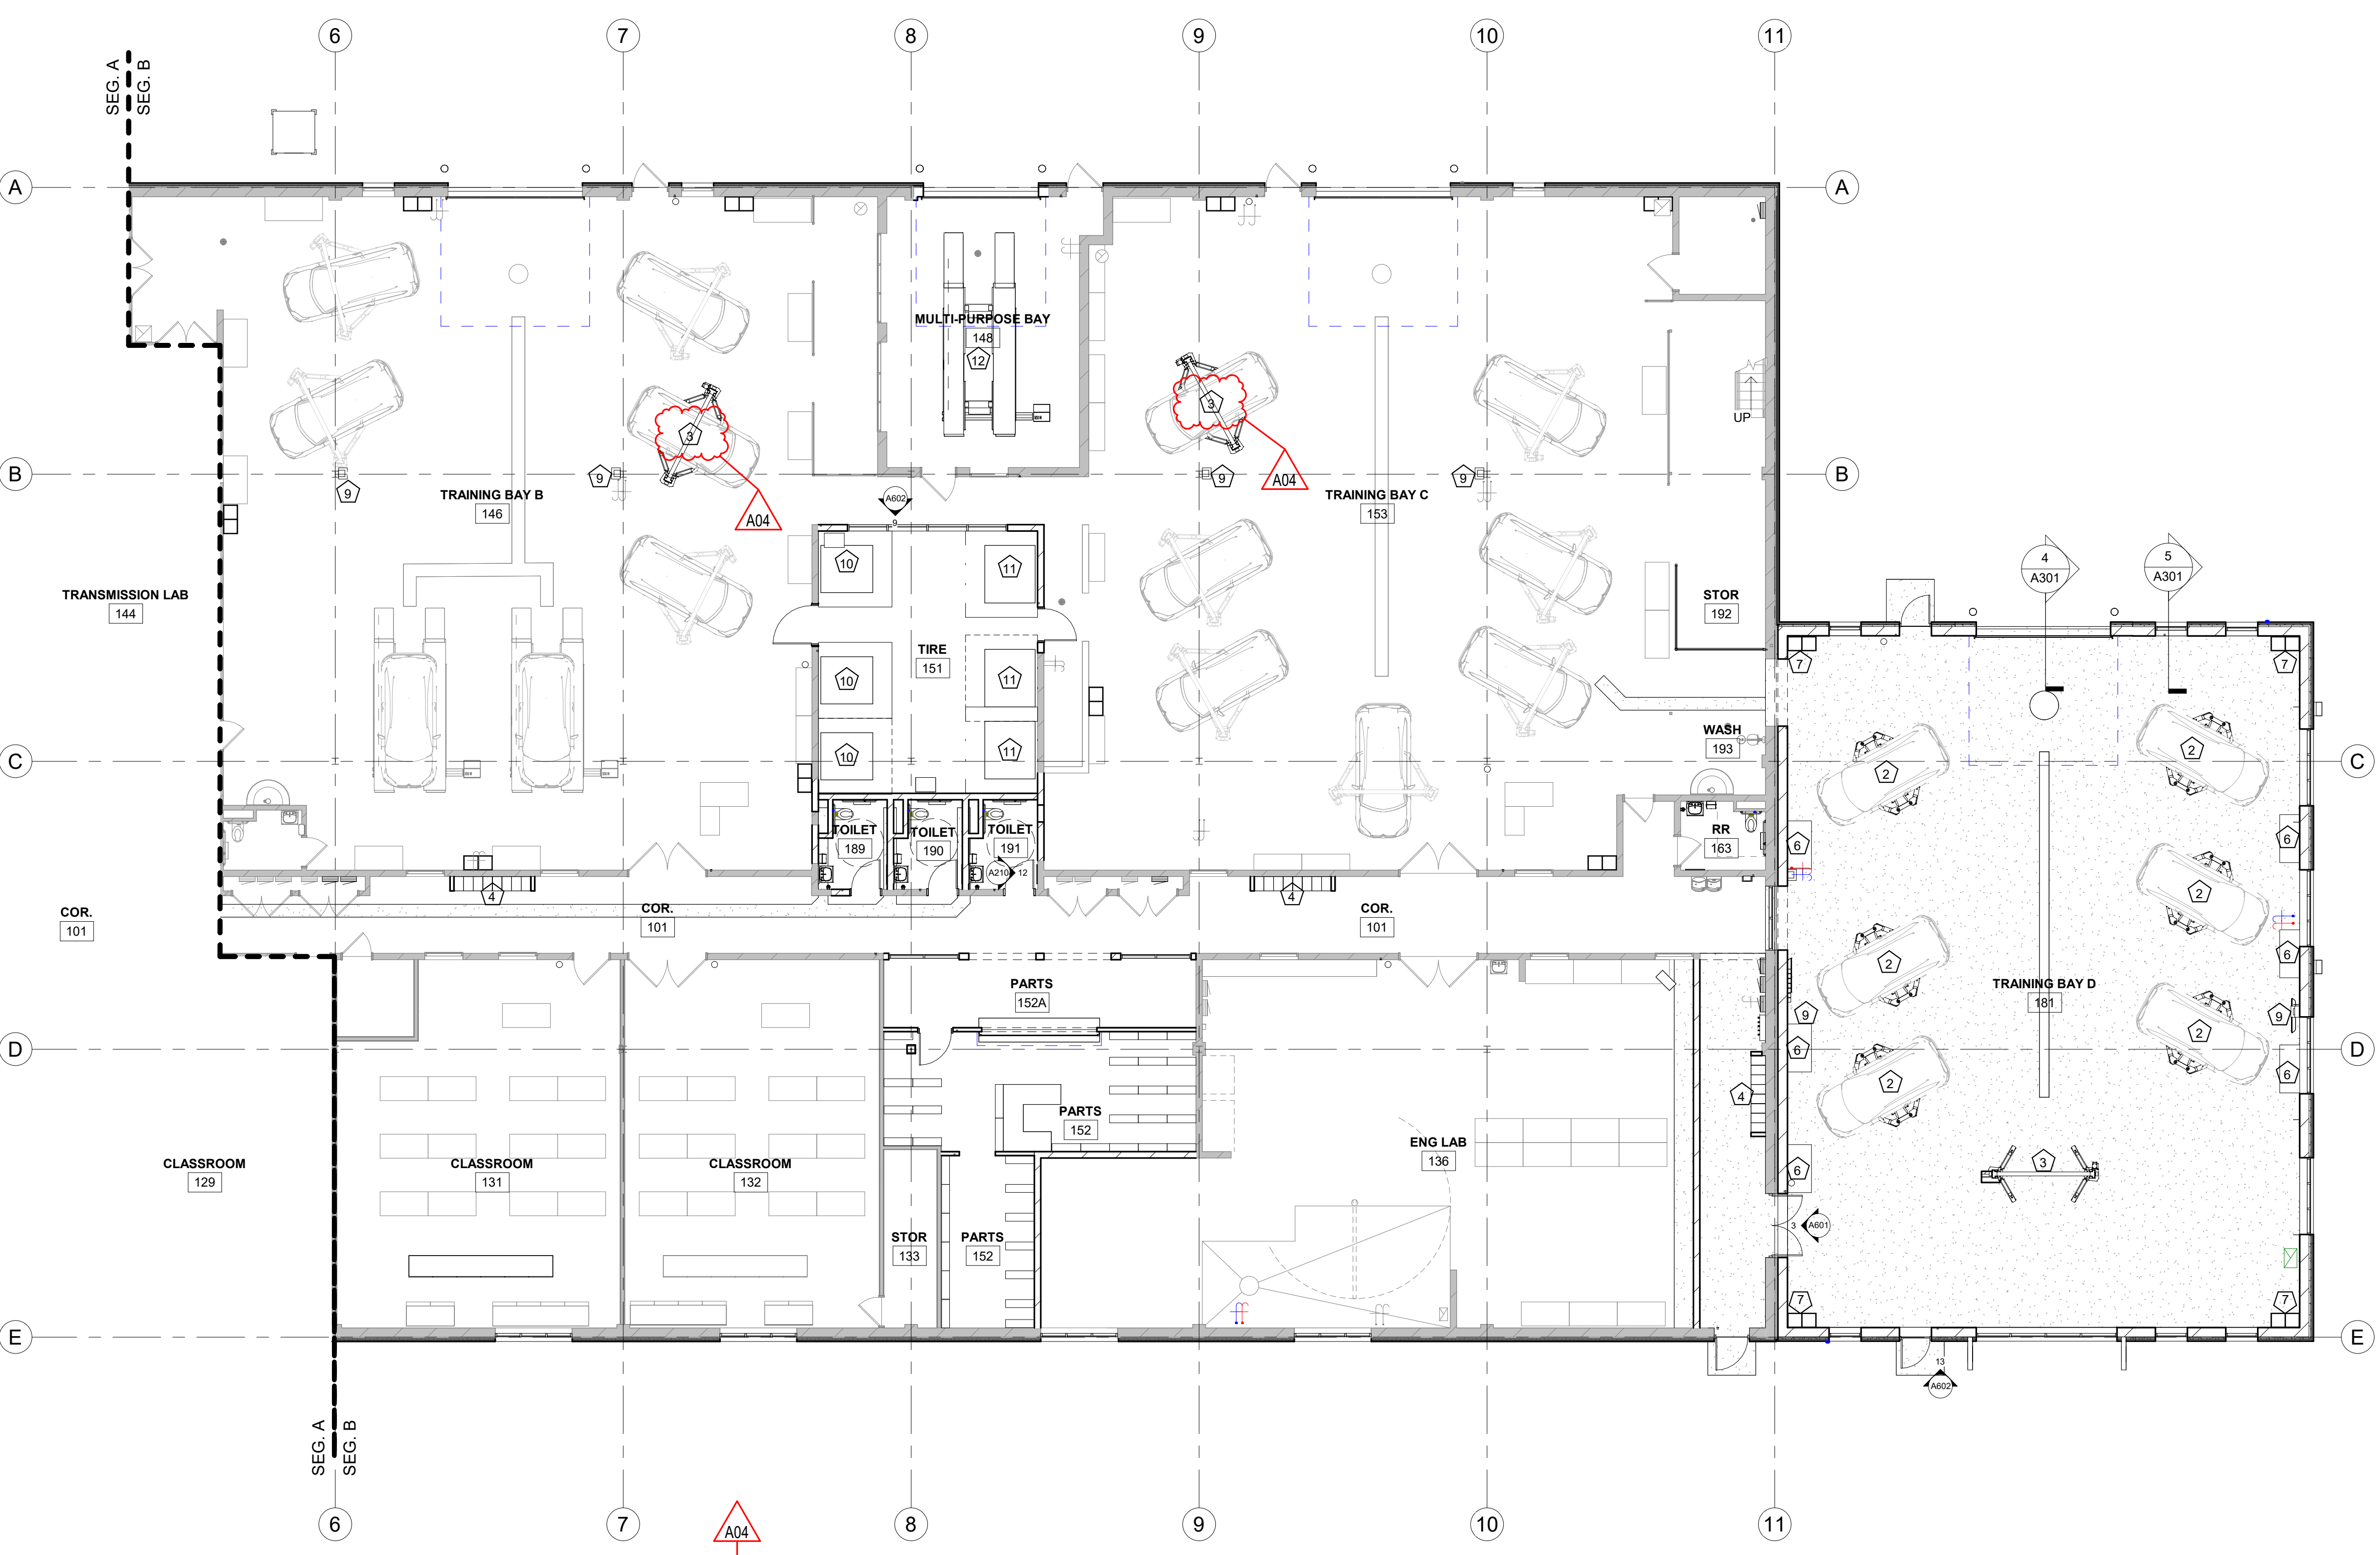 6 7 8 9 10 11
SEG. A
SEG. B
A A
MULTI-PURPOSE BAY
148
12
3
3
UP
B B
9 9 9 9
A04
A04
TRAINING BAY B
146
TRAINING BAY C
153
A602
9
10 11
4
A301
5
A301
TRANSMISSION LAB
144
STOR
192
TIRE
151
7 7
10 11
WASH
193
2
2
10 11
C C
TOILET
189
TOILET
190
TOILET
191
A210
12
RR
163
6 6
4 4
2
COR.
101
COR.
101
COR.
101
2
6
PARTS
152A
TRAINING BAY D
181
9 9
2
D D
6 6
2
4
PARTS
152
ENG LAB
136
CLASSROOM
129
CLASSROOM
131
CLASSROOM
132
3
6
STOR
133
PARTS
152
3
A601
7 7
E E
13
A602
SEG. A
SEG. B
6 7 8 9 10 11
A04